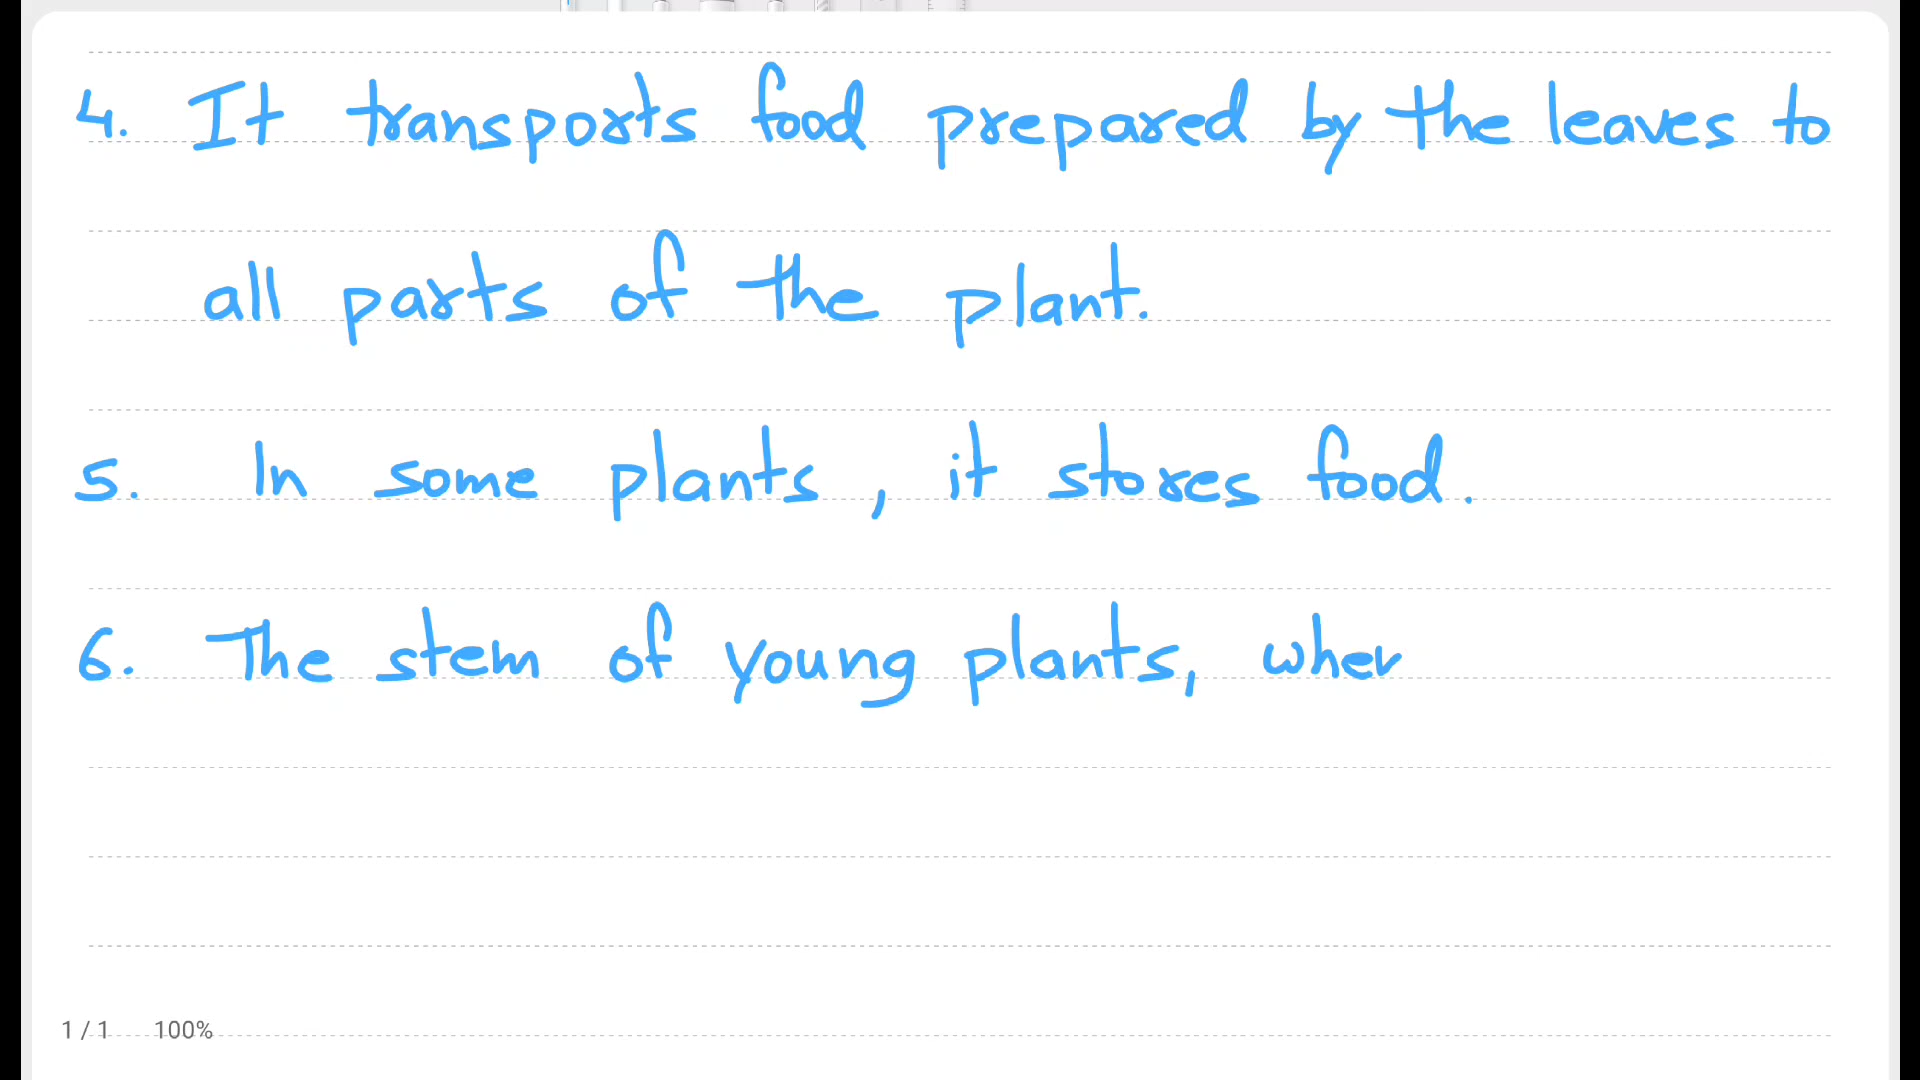 4. It transports food prepared by the leaves to
all parts of the plant.
5. In some plants, it stores food.
6. The stem of young plants, wher
1/1 100%